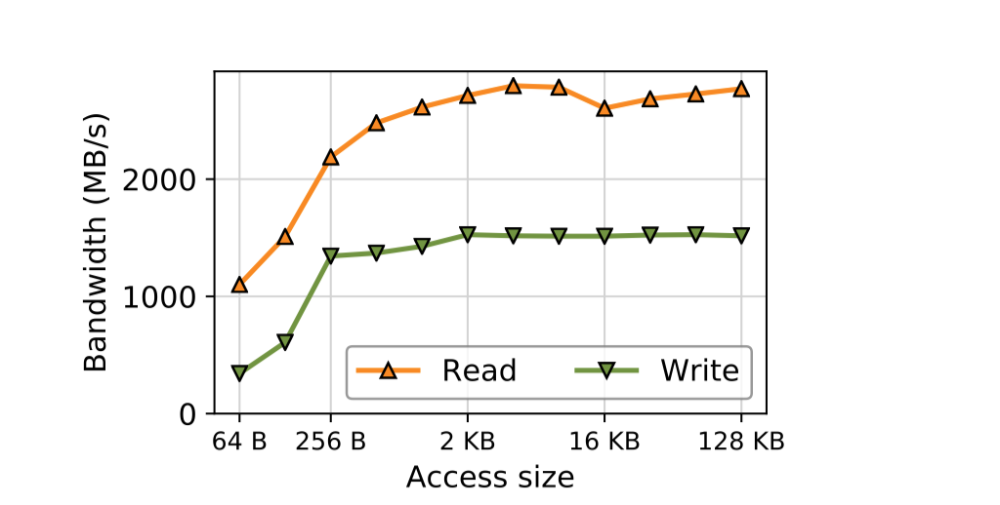 Bandwidth (MB/s)
2000
1000
0
Read Write
64 B 256 B 2 KB 16 KB 128 KB
Access size